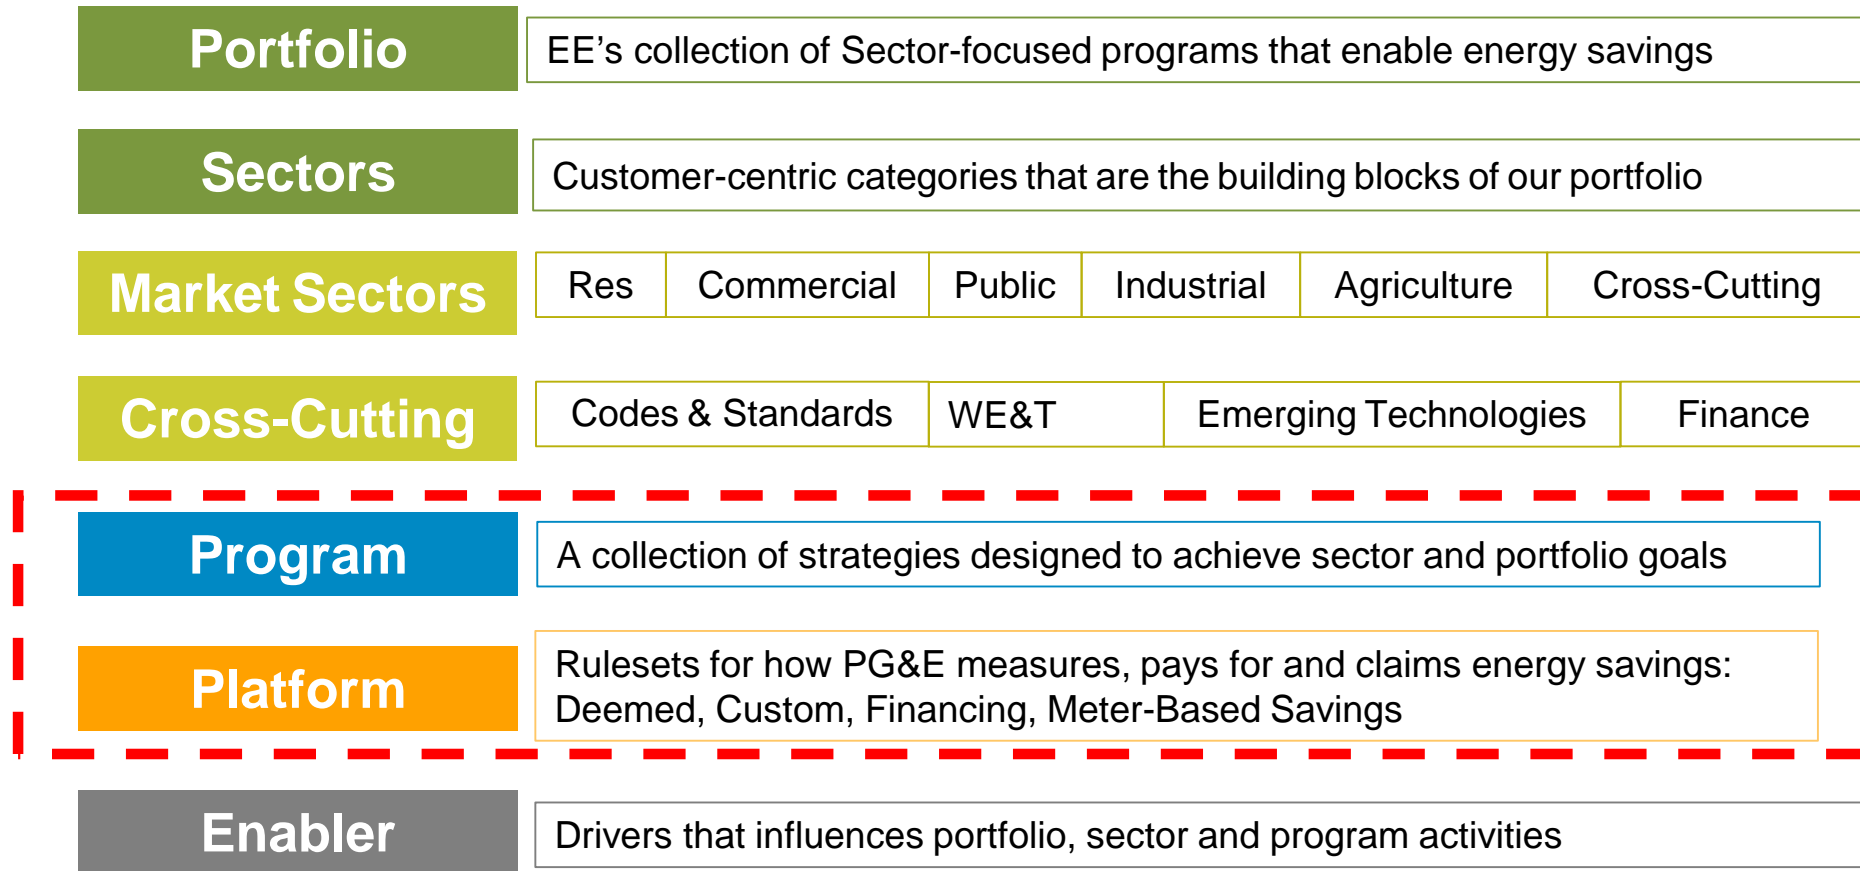 Portfolio
EE's collection of Sector-focused programs that enable energy savings
Sectors
Customer-centric categories that are the building blocks of our portfolio
Market Sectors
Res Commercial Public Industrial Agriculture Cross-Cutting
Cross-Cutting
Codes & Standards WE&T Emerging Technologies Finance
Program
A collection of strategies designed to achieve sector and portfolio goals
Platform
Rulesets for how PG&E measures, pays for and claims energy savings:
Deemed, Custom, Financing, Meter-Based Savings
Enabler
Drivers that influences portfolio, sector and program activities